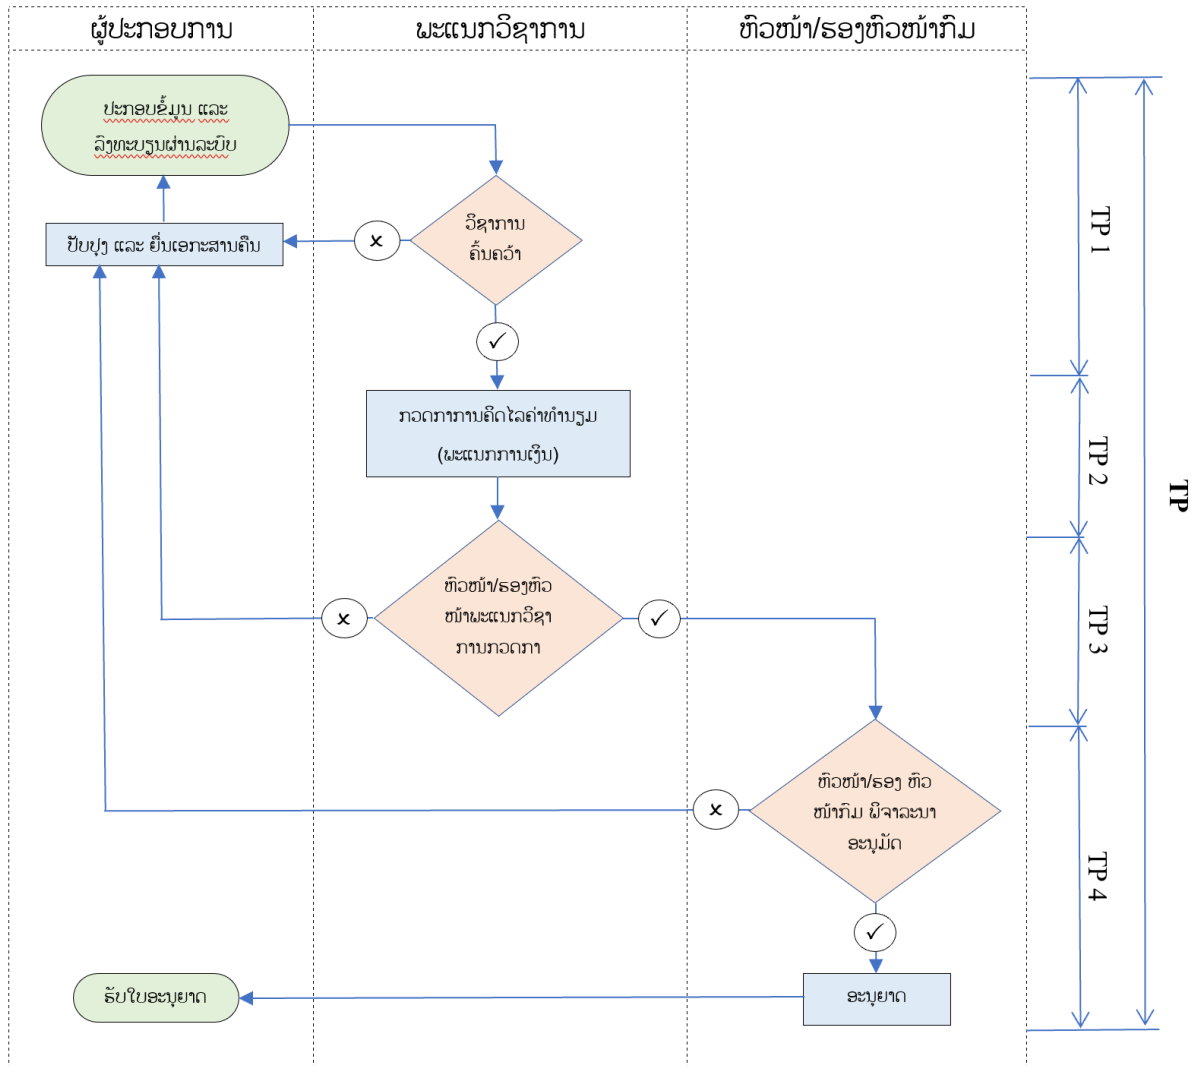 ຜູ້ປະກອບການ
ພະແນກວິຊາການ
ຫົວໜ້າ/ຮອງຫົວໜ້າກົມ
ປະກອບຂໍ້ມູນ ແລະ
ລົງທະບຽນຜ່ານລະບົບ
ວິຊາການ
ຄົ້ນຄວ້າ
ປັບປຸງ ແລະ ຍື່ນເອກະສານຄືນ
TP 1
ກວດກາການຄິດໄລຄ່າທຳນຽມ
(ພະແນກການເງິນ)
TP 2
TP
ຫົວໜ້າ/ຮອງຫົວ
ໜ້າພະແນກວິຊາ
ການກວດກາ
TP 3
ຫົວໜ້າ/ຮອງ ຫົວ
ໜ້າກົມ ພິຈາລະນາ
ອະນຸມັດ
TP 4
ຮັບໃບອະນຸຍາດ
ອະນຸຍາດ